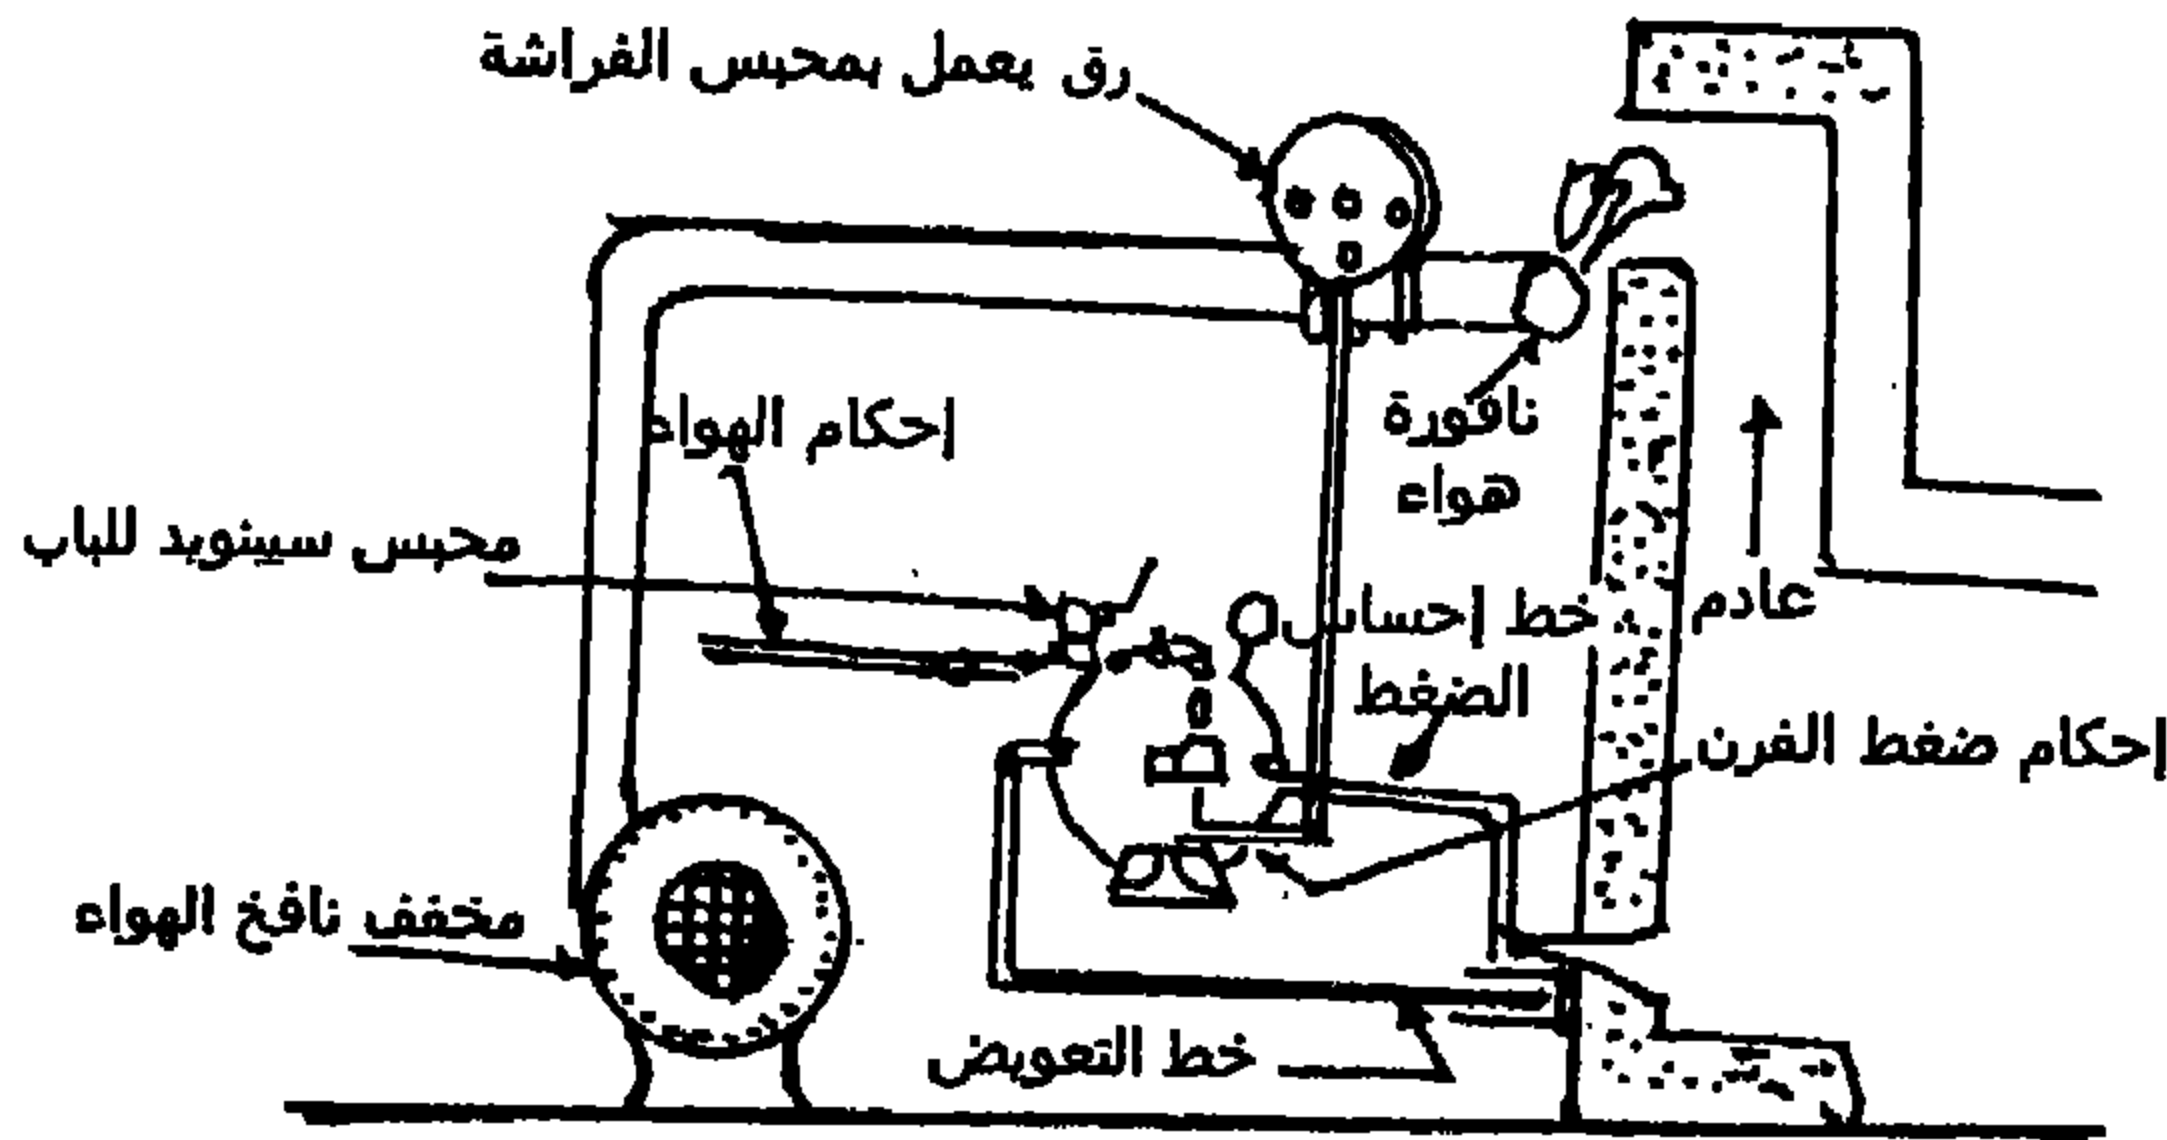 رق يعمل بمحبس الفراشة
إحكام الهواء
نافورة
هواء
محبس سينويد للباب
خط إحساس
الضغط
عادم
إحكام ضغط الفرن
مخفف نافخ الهواء
خط التعويض